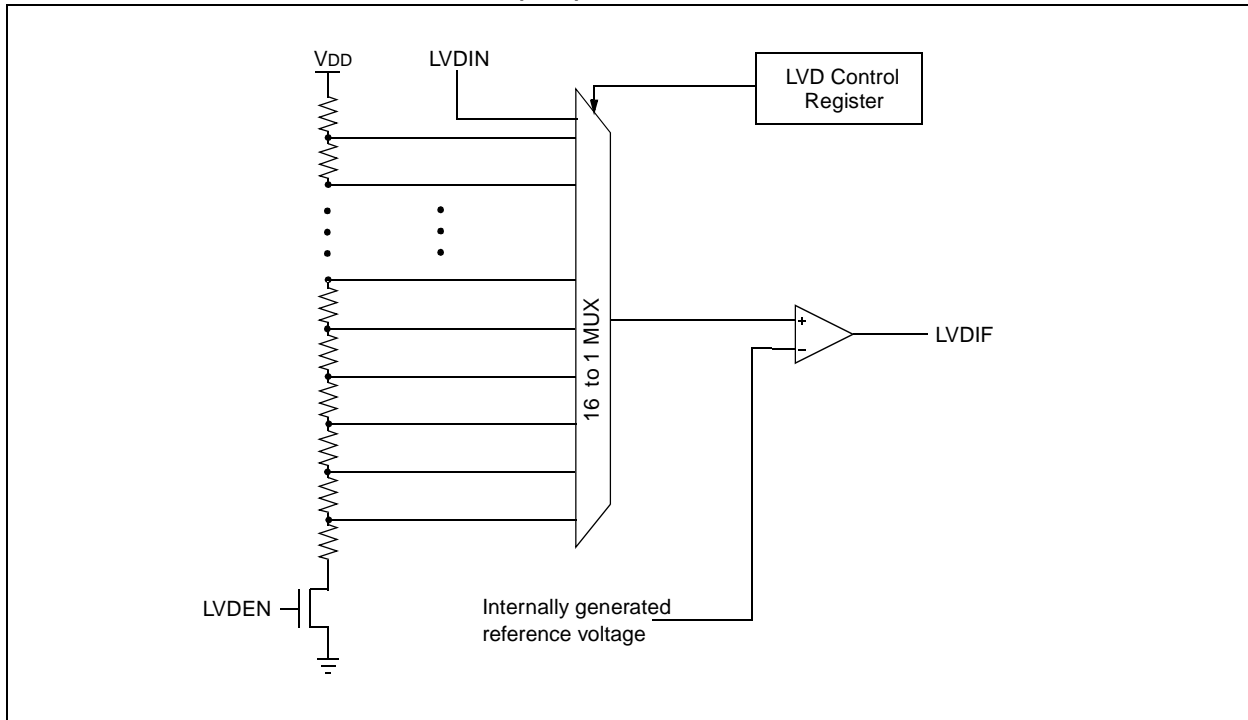 VDD
LVDIN
LVD Control
Register
16 to 1 MUX
+
−
LVDIF
LVDEN
Internally generated
reference voltage